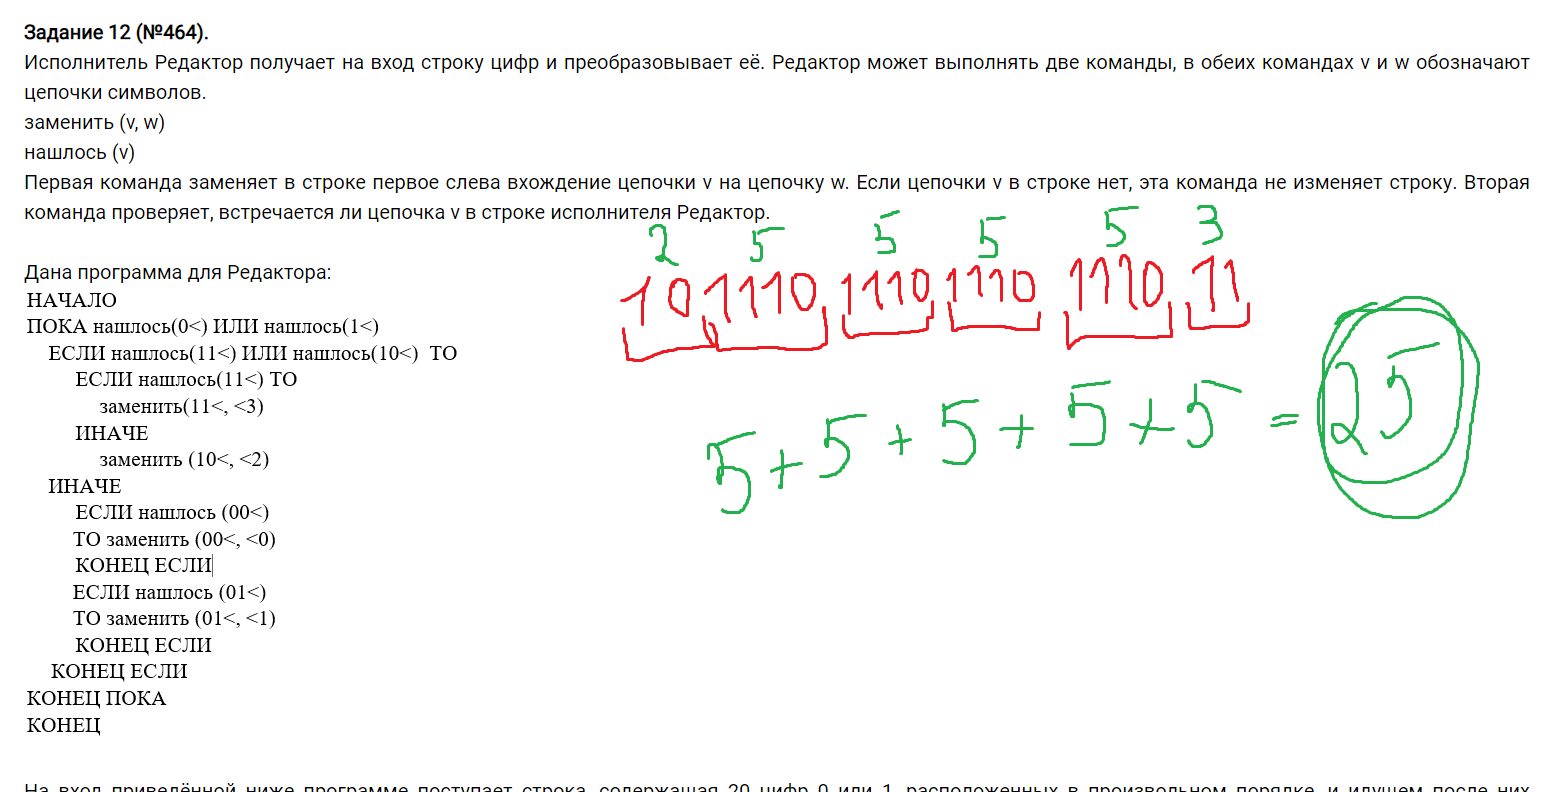 Задание 12 (№464).
Исполнитель Редактор получает на вход строку цифр и преобразовывает её. Редактор может выполнять две команды, в обеих командах v и w обозначают
цепочки символов.
заменить (v, w)
нашлось (v)
Первая команда заменяет в строке первое слева вхождение цепочки v на цепочку w. Если цепочки v в строке нет, эта команда не изменяет строку. Вторая
команда проверяет, встречается ли цепочка v в строке исполнителя Редактор.
2 5 5 5 5 3
10 1110 1110 1110 1110 11
5+5+5+5+5 = 25
Дана программа для Редактора:
НАЧАЛО
ПОКА нашлось(0<) ИЛИ нашлось(1<)
ЕСЛИ нашлось(11<) ИЛИ нашлось(10<) ТО
ЕСЛИ нашлось(11<) ТО
заменить(11<, <3)
ИНАЧЕ
заменить (10<, <2)
ИНАЧЕ
ЕСЛИ нашлось (00<)
ТО заменить (00<, <0)
КОНЕЦ ЕСЛИ
ЕСЛИ нашлось (01<)
ТО заменить (01<, <1)
КОНЕЦ ЕСЛИ
КОНЕЦ ЕСЛИ
КОНЕЦ ПОКА
КОНЕЦ
На вход приведённой ниже программе поступает строка, содержащая 20 цифр 0 или 1, расположенных в произвольном порядке, и идущем после них